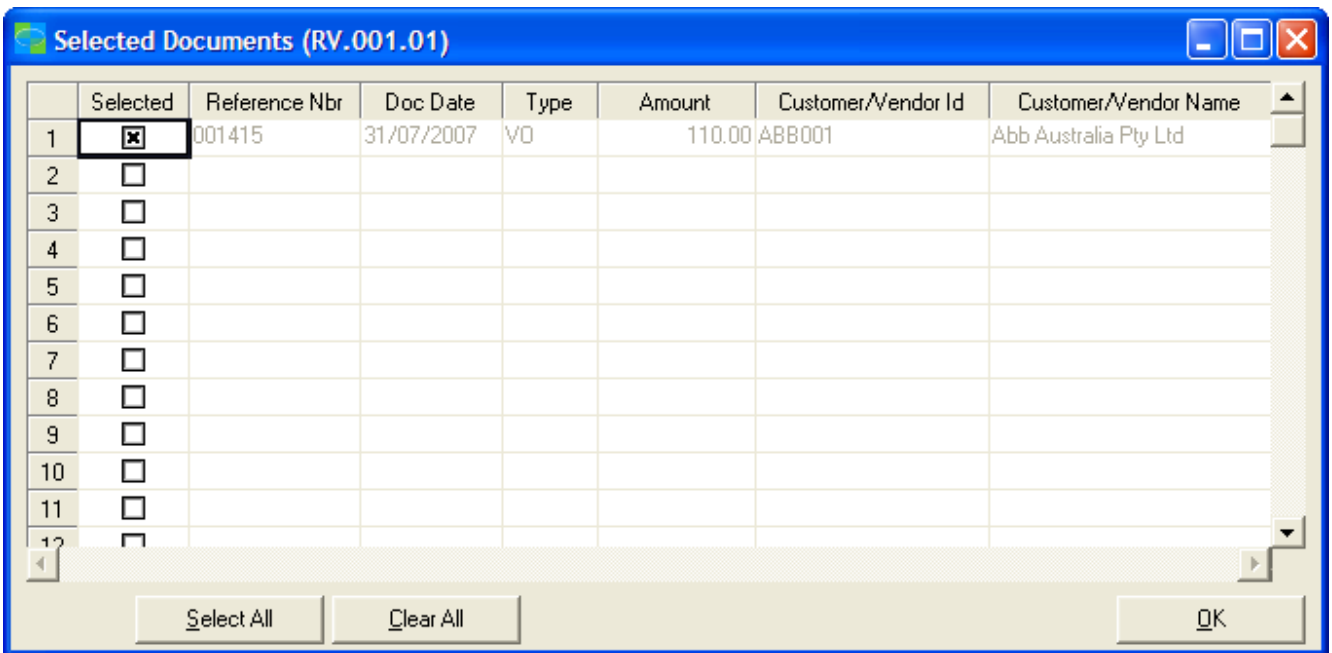 Selected Documents (RV.001.01)
Selected Reference Nbr Doc Date Type Amount Customer/Vendor Id Customer/Vendor Name
1 001415 31/07/2007 VO 110.00 ABB001 Abb Australia Pty Ltd
2
3
4
5
6
7
8
9
10
11
12
Select All Clear All OK